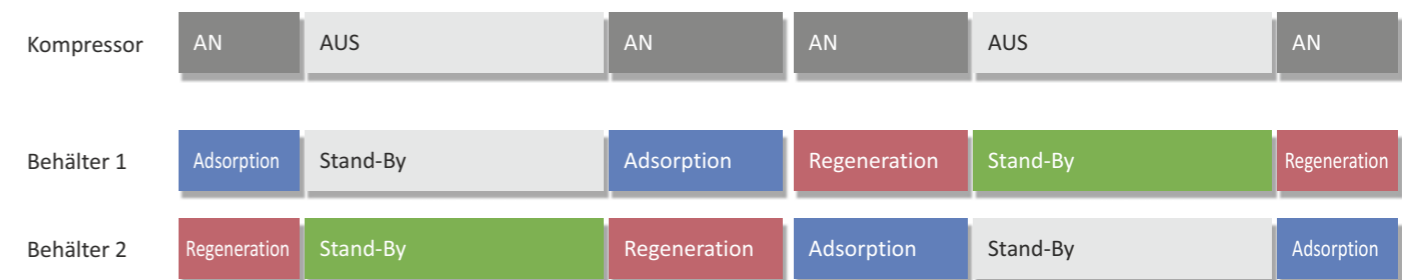 Kompressor AN AUS AN AN AUS AN
Behälter 1 Adsorption Stand-By Adsorption Regeneration Stand-By Regeneration
Behälter 2 Regeneration Stand-By Regeneration Adsorption Stand-By Adsorption